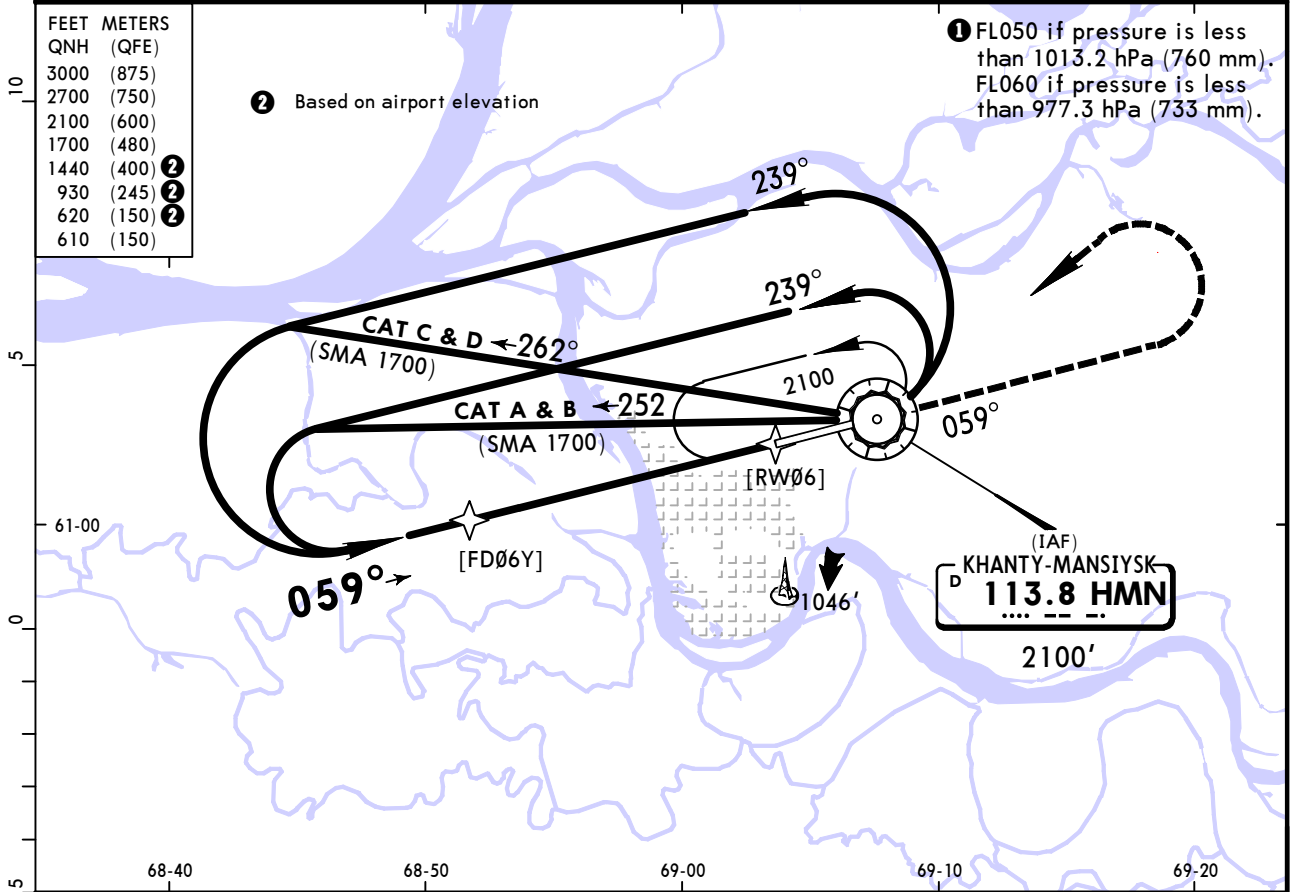 FEET METERS
QNH (QFE)
3000 (875)
2700 (750)
2100 (600)
1700 (480)
1440 (400) 2
930 (245) 2
620 (150) 2
610 (150)
2 Based on airport elevation
1 FL050 if pressure is less
than 1013.2 hPa (760 mm).
FL060 if pressure is less
than 977.3 hPa (733 mm).
10
5
0
5
239°
239°
CAT C & D ←262°
(SMA 1700)
2100
CAT A & B ←252
(SMA 1700)
059°
[RWØ6]
61-00
[FDØ6Y]
059°→
1046'
(IAF)
KHANTY-MANSIYSK
D 113.8 HMN
2100'
68-40
68-50
69-00
69-10
69-20